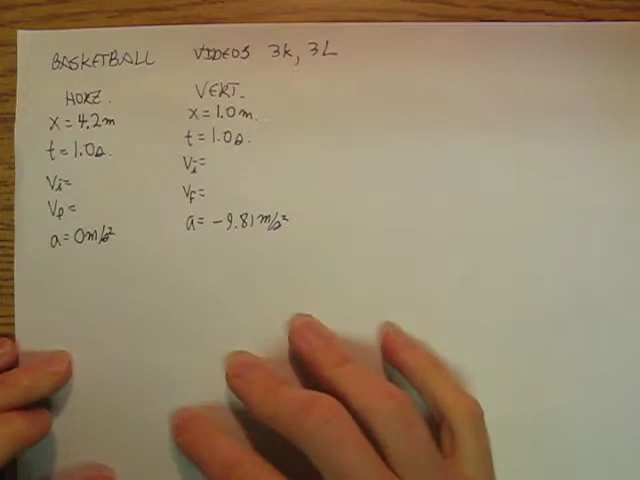 BASKETBALL VIDEOS 3K, 3L
HORZ.
x = 4.2m
t = 1.0s.
Vi =
Vf =
a = 0m/s²
VERT.
x = 1.0m.
t = 1.0s.
Vi =
Vf =
a = -9.81m/s²